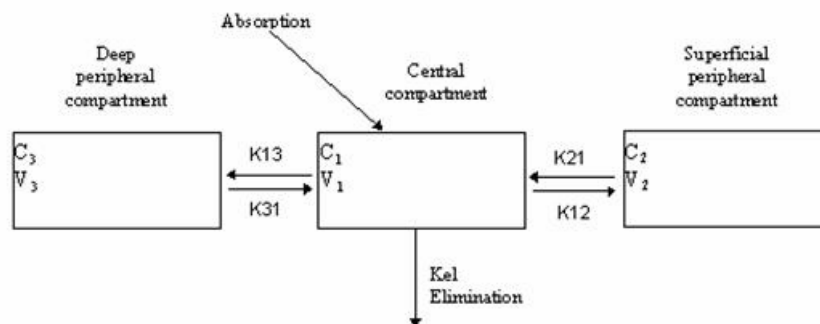 Absorption
Deep
peripheral
compartment
Central
compartment
Superficial
peripheral
compartment
C3
V3
K13
K31
C1
V1
K21
K12
C2
V2
Kel
Elimination